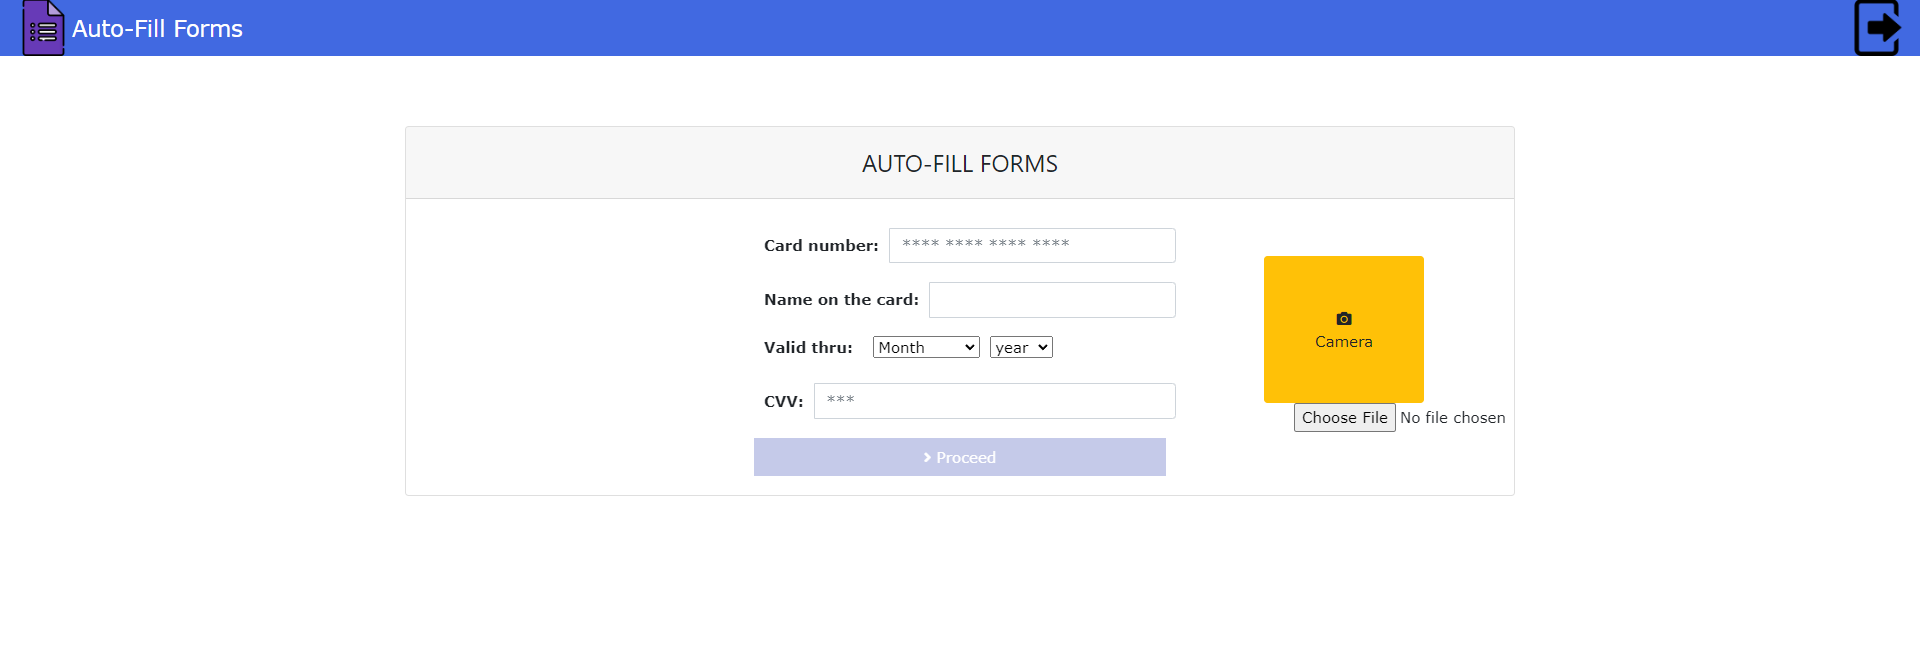 Auto-Fill Forms
AUTO-FILL FORMS
Card number: **** **** **** ****
Name on the card:
Valid thru: Month year
CVV: ***
Proceed
Camera
Choose File No file chosen